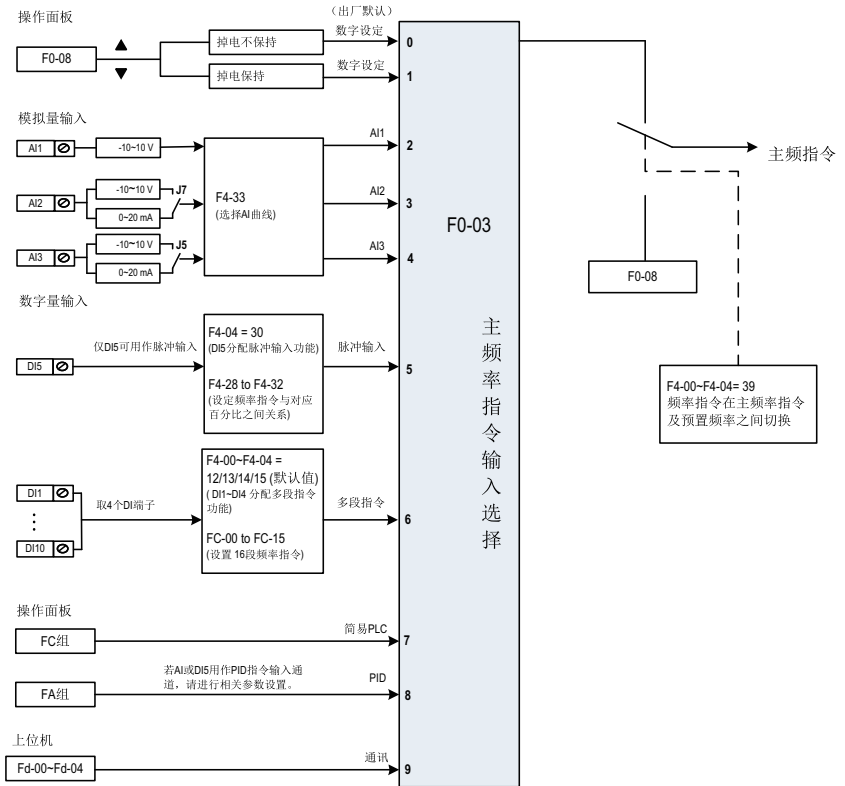 操作面板
F0-08
掉电不保持
掉电保持
（出厂默认）
数字设定
0
数字设定
1
模拟量输入
AI1
-10~10 V
AI2
-10~10 V
0~20 mA
J7
AI3
-10~10 V
0~20 mA
J5
F4-33
(选择AI曲线)
AI1
2
AI2
3
AI3
4
数字量输入
DI5
仅DI5可用作脉冲输入
F4-04 = 30
(DI5分配脉冲输入功能)
F4-28 to F4-32
(设定频率指令与对应
百分比之间关系)
脉冲输入
5
DI1
DI10
取4个DI端子
F4-00~F4-04 =
12/13/14/15 (默认值)
( DI1~DI4 分配多段指令
功能)
FC-00 to FC-15
(设置 16段频率指令)
多段指令
6
操作面板
FC组
简易PLC
7
FA组
若AI或DI5用作PID指令输入通
道，请进行相关参数设置。
PID
8
上位机
Fd-00~Fd-04
通讯
9
F0-03
主频率指令输入选择
主频指令
F0-08
F4-00~F4-04= 39
频率指令在主频率指令
及预置频率之间切换